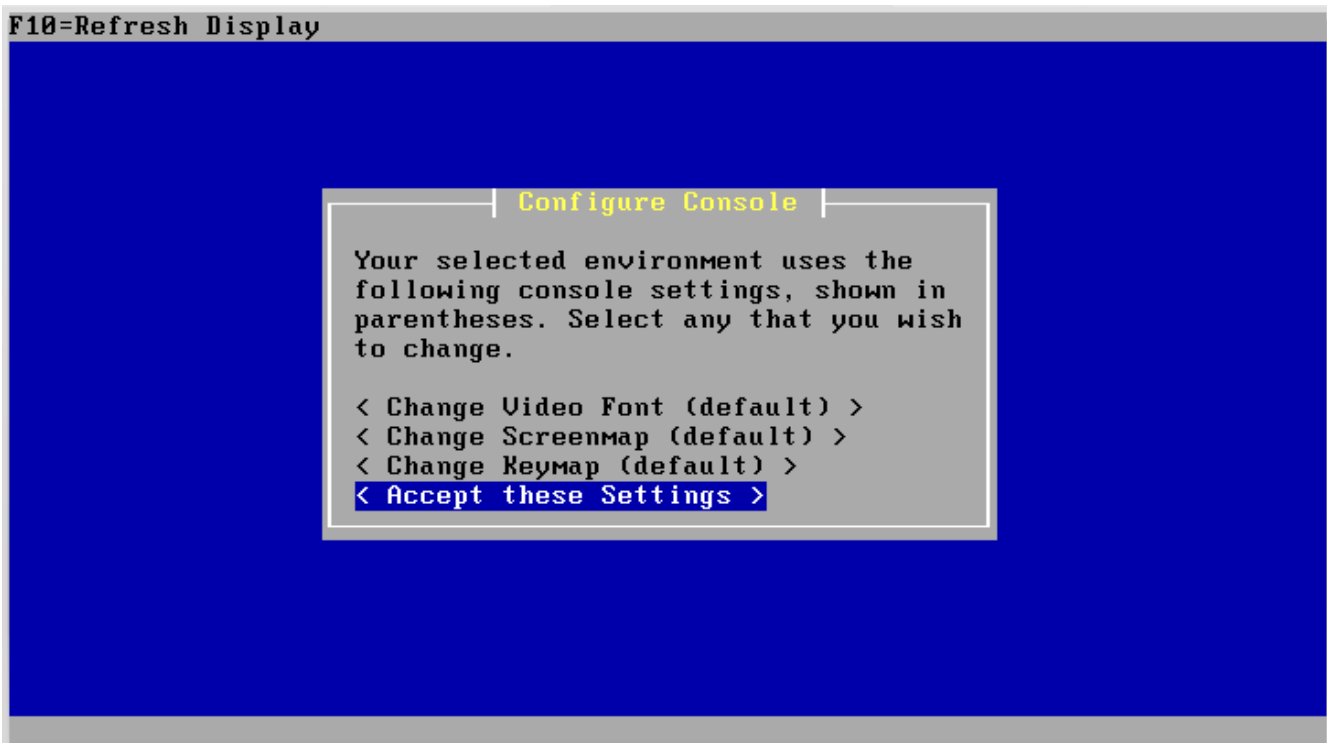 F10=Refresh Display
Configure Console
Your selected environment uses the
following console settings, shown in
parentheses. Select any that you wish
to change.
< Change Video Font (default) >
< Change Screenmap (default) >
< Change Keymap (default) >
< Accept these Settings >